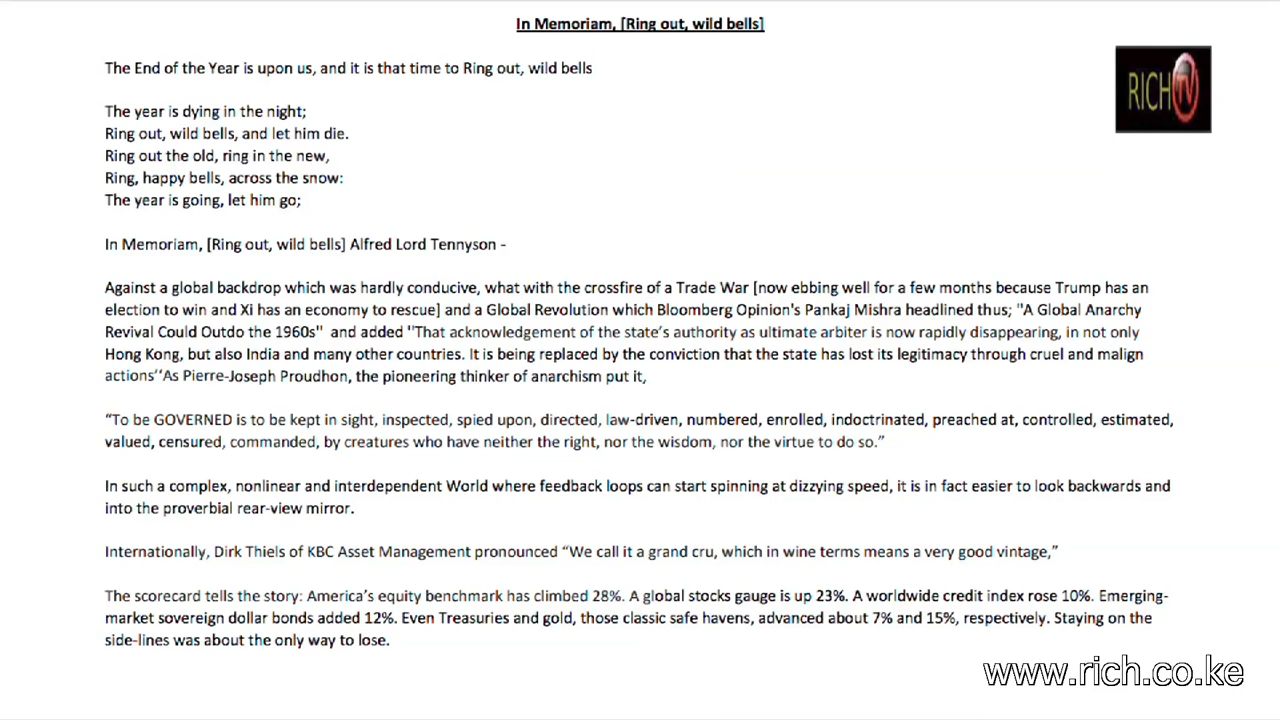 In Memoriam, [Ring out, wild bells]
The End of the Year is upon us, and it is that time to Ring out, wild bells
RICH TV
The year is dying in the night;
Ring out, wild bells, and let him die.
Ring out the old, ring in the new,
Ring, happy bells, across the snow:
The year is going, let him go;
In Memoriam, [Ring out, wild bells] Alfred Lord Tennyson -
Against a global backdrop which was hardly conducive, what with the crossfire of a Trade War [now ebbing well for a few months because Trump has an
election to win and Xi has an economy to rescue] and a Global Revolution which Bloomberg Opinion's Pankaj Mishra headlined thus; "A Global Anarchy
Revival Could Outdo the 1960s" and added "That acknowledgement of the state’s authority as ultimate arbiter is now rapidly disappearing, in not only
Hong Kong, but also India and many other countries. It is being replaced by the conviction that the state has lost its legitimacy through cruel and malign
actions’’As Pierre-Joseph Proudhon, the pioneering thinker of anarchism put it,
“To be GOVERNED is to be kept in sight, inspected, spied upon, directed, law-driven, numbered, enrolled, indoctrinated, preached at, controlled, estimated,
valued, censured, commanded, by creatures who have neither the right, nor the wisdom, nor the virtue to do so.”
In such a complex, nonlinear and interdependent World where feedback loops can start spinning at dizzying speed, it is in fact easier to look backwards and
into the proverbial rear-view mirror.
Internationally, Dirk Thiels of KBC Asset Management pronounced “We call it a grand cru, which in wine terms means a very good vintage,”
The scorecard tells the story: America’s equity benchmark has climbed 28%. A global stocks gauge is up 23%. A worldwide credit index rose 10%. Emerging-
market sovereign dollar bonds added 12%. Even Treasuries and gold, those classic safe havens, advanced about 7% and 15%, respectively. Staying on the
side-lines was about the only way to lose.
www.rich.co.ke